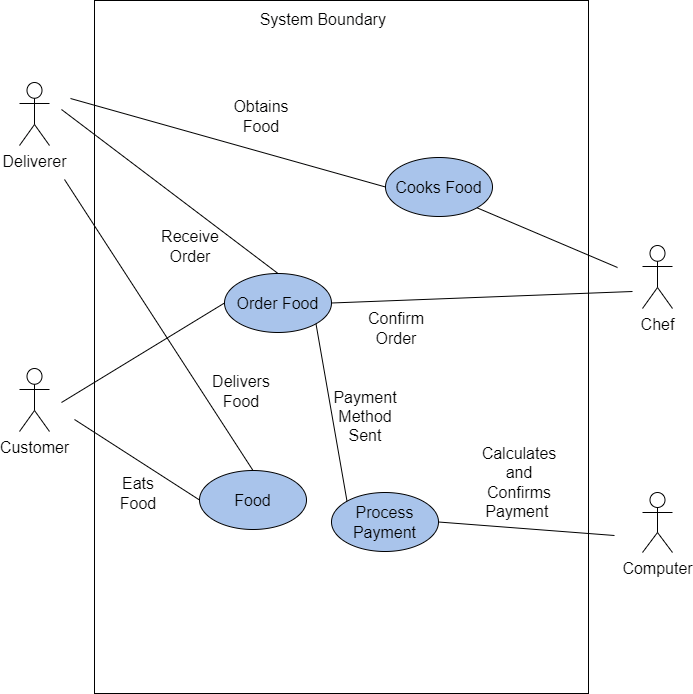 System Boundary
Obtains
Food
Deliverer
Cooks Food
Receive
Order
Order Food
Confirm
Order
Chef
Delivers
Food
Payment
Method
Sent
Customer
Calculates
and
Confirms
Payment
Eats
Food
Food
Process
Payment
Computer